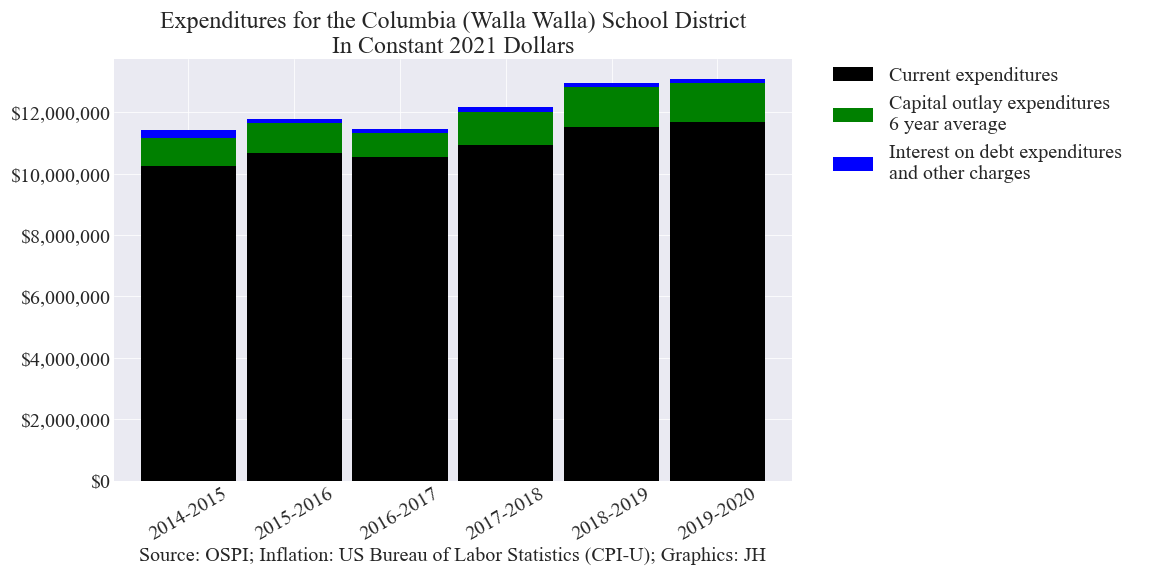 Expenditures for the Columbia (Walla Walla) School District
In Constant 2021 Dollars
Current expenditures
Capital outlay expenditures
6 year average
Interest on debt expenditures
and other charges
$12,000,000
$10,000,000
$8,000,000
$6,000,000
$4,000,000
$2,000,000
$0
2014-2015
2015-2016
2016-2017
2017-2018
2018-2019
2019-2020
Source: OSPI; Inflation: US Bureau of Labor Statistics (CPI-U); Graphics: JH